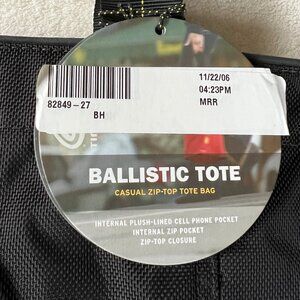 11/22/06
04:23PM
82849-27
MRR
BH
BALLISTIC TOTE
CASUAL ZIP-TOP TOTE BAG
INTERNAL PLUSH-LINED CELL PHONE POCKET
INTERNAL ZIP POCKET
ZIP-TOP CLOSURE